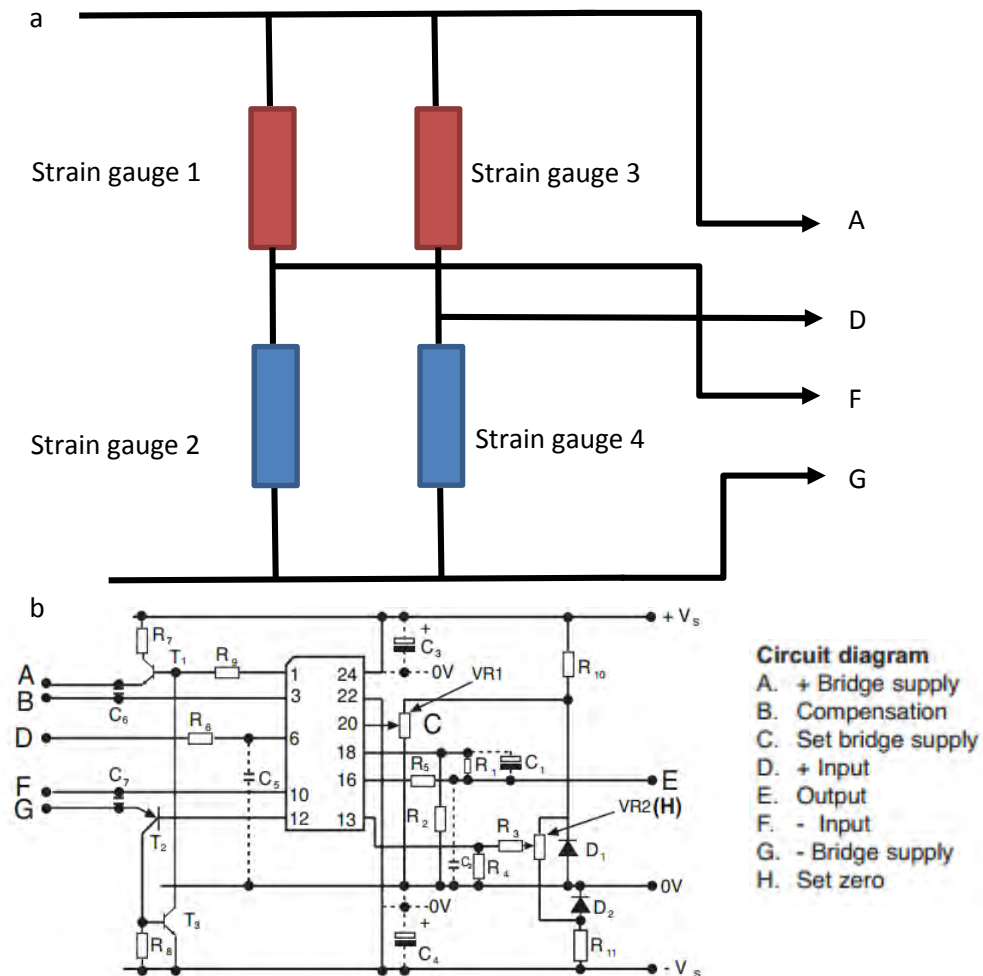 a
Strain gauge 1
Strain gauge 3
A
D
F
Strain gauge 2
Strain gauge 4
G
b
+ Vs
R7
T1
R9
A
B
C6
D
R6
C5
F
C7
G
T2
T3
R8
1
3
6
10
12
24
22
20
18
16
13
+
C3
0V
VR1
C
R10
R5
R1
C1
E
R2
C2
R3
R4
VR2(H)
D1
0V
0V
+
C4
D2
R11
- Vs
Circuit diagram
A. + Bridge supply
B. Compensation
C. Set bridge supply
D. + Input
E. Output
F. - Input
G. - Bridge supply
H. Set zero